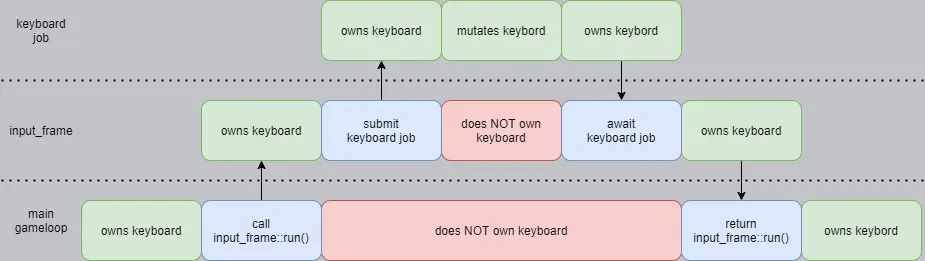 keyboard
job
owns keyboard
mutates keybord
owns keybord
input_frame
owns keyboard
submit
keyboard job
does NOT own
keyboard
await
keyboard job
owns keyboard
main
gameloop
owns keyboard
call
input_frame::run()
does NOT own keyboard
return
input_frame::run()
owns keybord